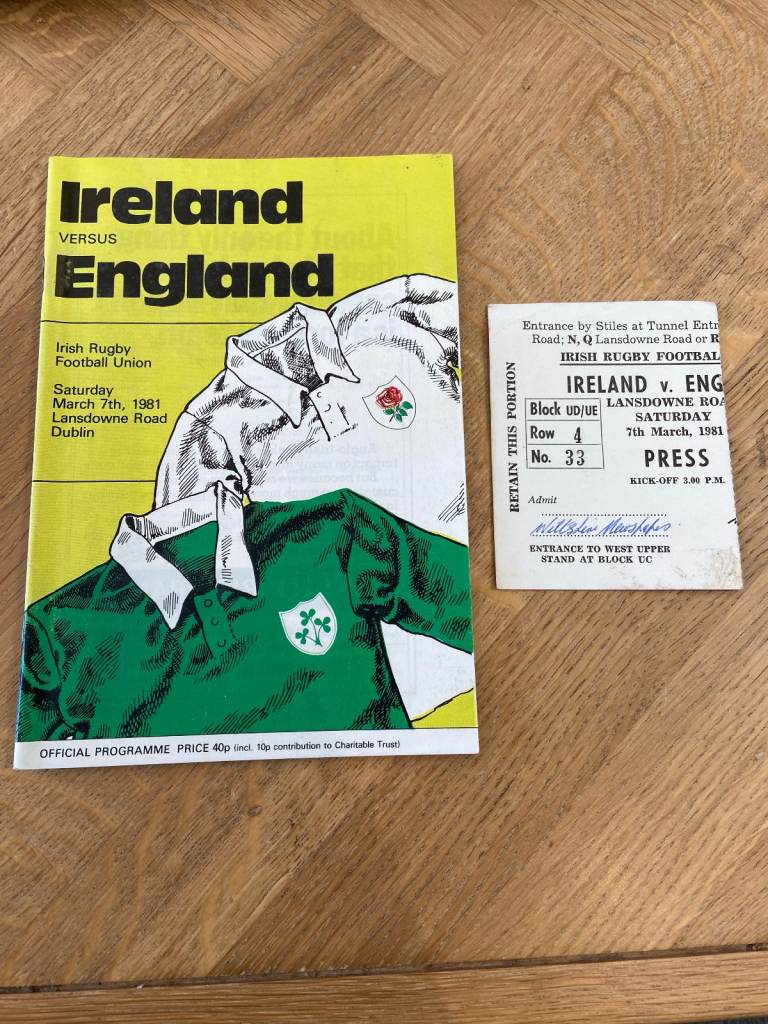 Ireland
VERSUS
England
Irish Rugby
Football Union
Saturday
March 7th, 1981
Lansdowne Road
Dublin
OFFICIAL PROGRAMME PRICE 40p (incl. 10p contribution to Charitable Trust)
RETAIN THIS PORTION
Entrance by Stiles at Tunnel Entr
Road; N, Q Lansdowne Road or R
IRISH RUGBY FOOTBAL
IRELAND v. ENG
LANSDOWNE ROA
SATURDAY
7th March, 1981
Block UD/UE
Row 4
No. 33
PRESS
KICK-OFF 3.00 P.M.
Admit
Wiltshire Newspapers
ENTRANCE TO WEST UPPER
STAND AT BLOCK UC